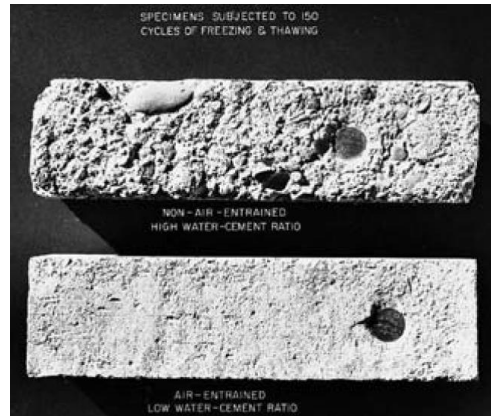 SPECIMENS SUBJECTED TO 150
CYCLES OF FREEZING & THAWING
NON-AIR-ENTRAINED
HIGH WATER-CEMENT RATIO
AIR-ENTRAINED
LOW WATER-CEMENT RATIO